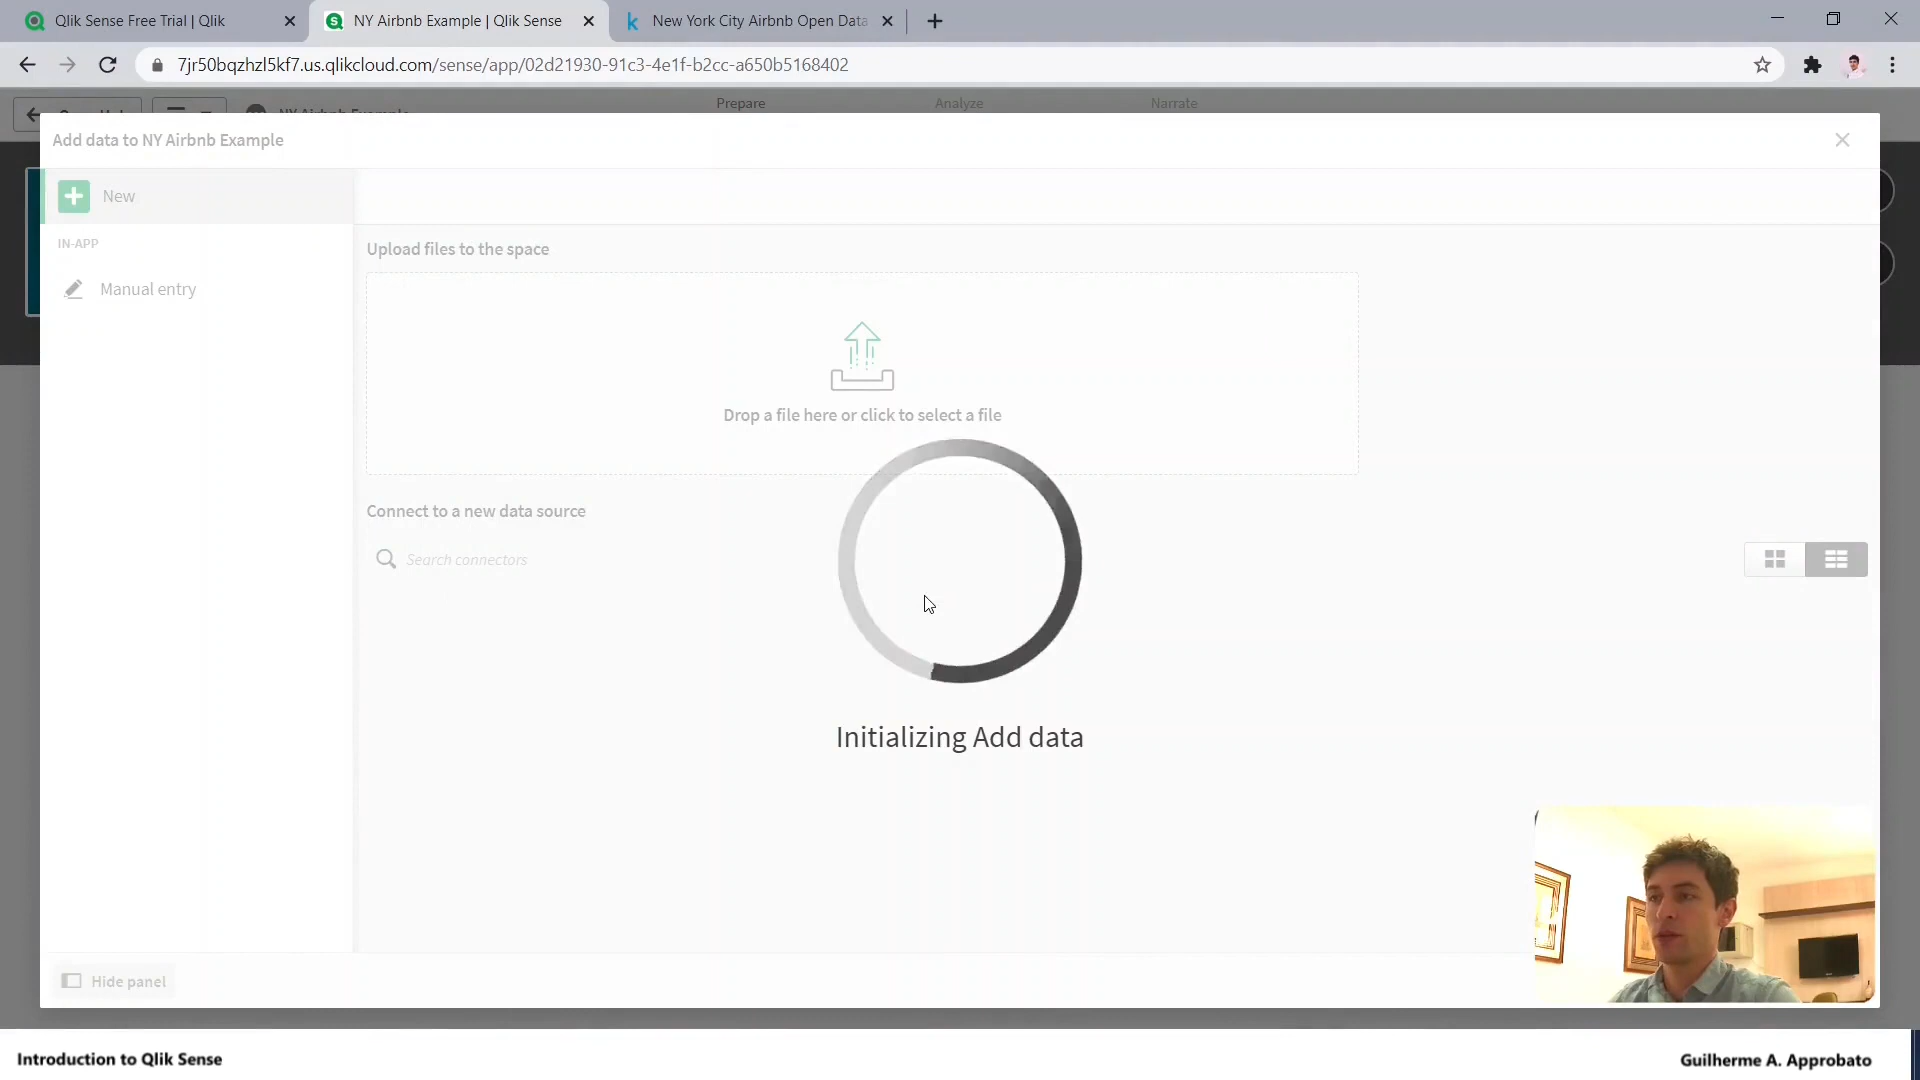 Qlik Sense Free Trial | Qlik
NY Airbnb Example | Qlik Sense
New York City Airbnb Open Data
7jr50bqzhzl5kf7.us.qlikcloud.com/sense/app/02d21930-91c3-4e1f-b2cc-a650b5168402
Prepare
Analyze
Narrate
Add data to NY Airbnb Example
New
IN-APP
Manual entry
Upload files to the space
Drop a file here or click to select a file
Connect to a new data source
Search connectors
Initializing Add data
Hide panel
Introduction to Qlik Sense
Guilherme A. Approbato